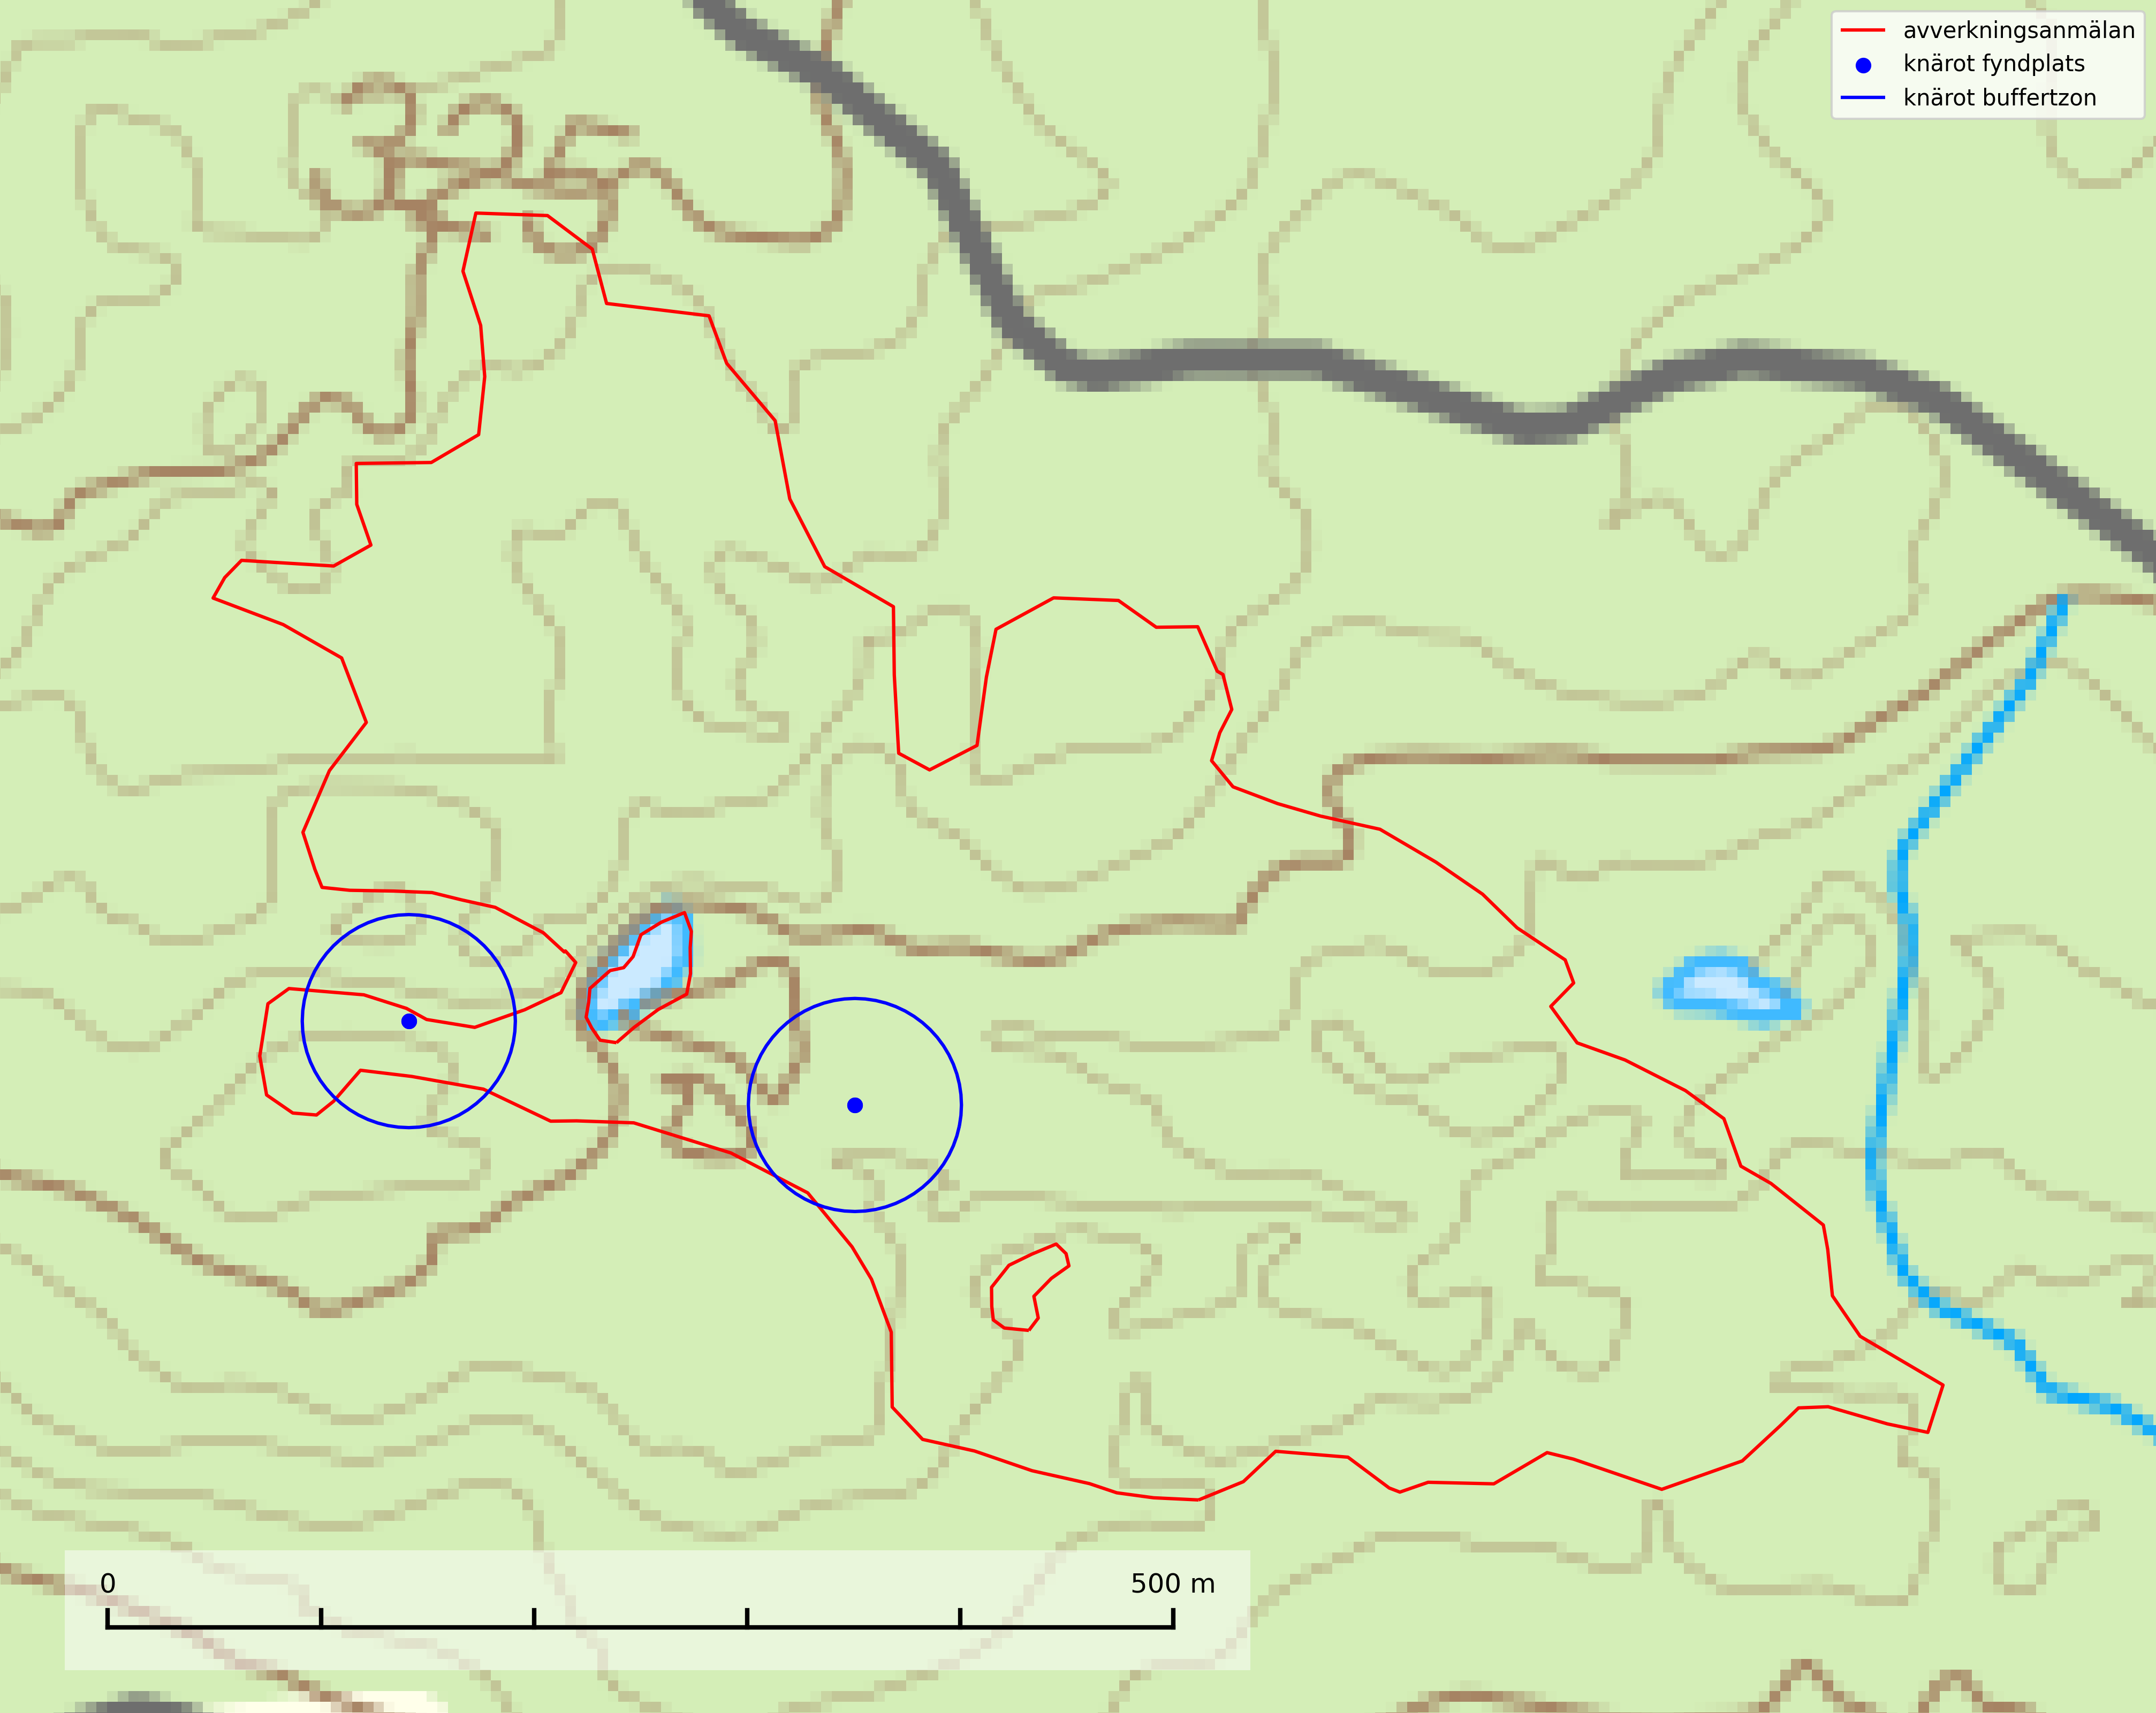 avverkningsanmälan
knärot fyndplats
knärot buffertzon
325
0 500 m